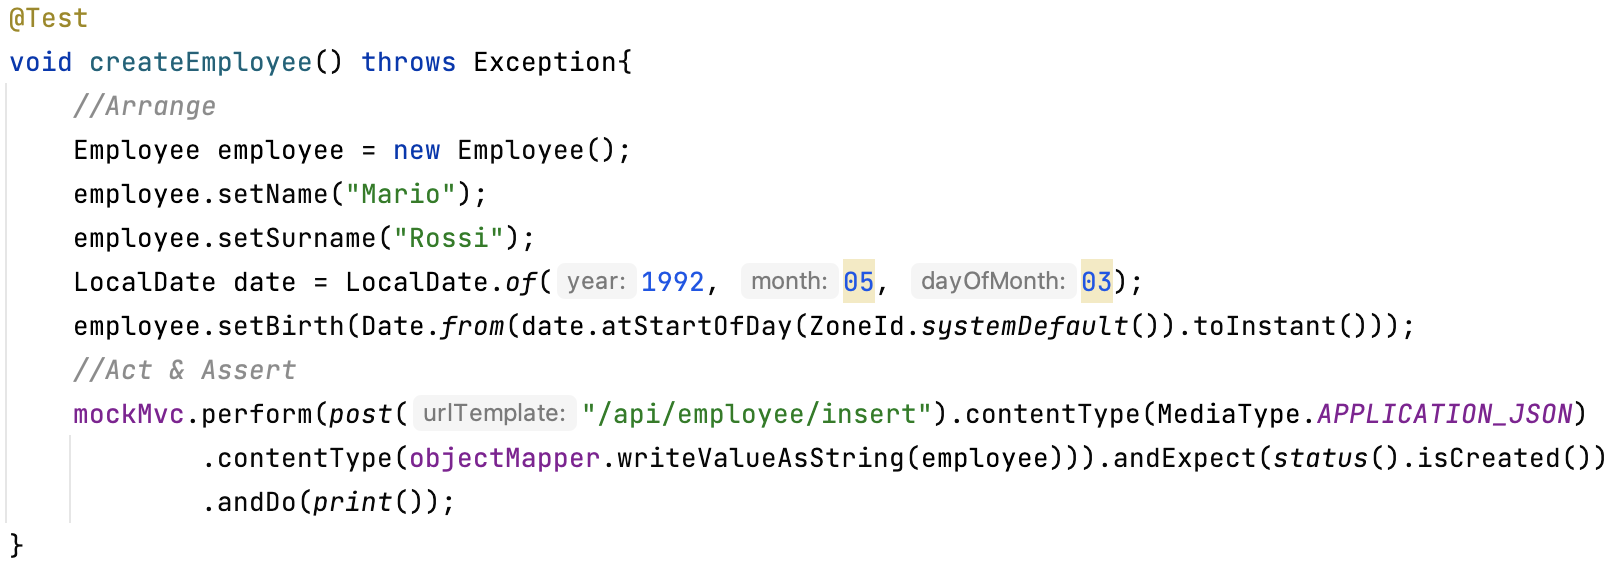 @Test
void createEmployee() throws Exception{
//Arrange
Employee employee = new Employee();
employee.setName("Mario");
employee.setSurname("Rossi");
LocalDate date = LocalDate.of( year: 1992, month: 05, dayOfMonth: 03);
employee.setBirth(Date.from(date.atStartOfDay(ZoneId.systemDefault()).toInstant()));
//Act & Assert
mockMvc.perform(post( urlTemplate: "/api/employee/insert").contentType(MediaType.APPLICATION_JSON)
.contentType(objectMapper.writeValueAsString(employee))).andExpect(status().isCreated())
.andDo(print());
}